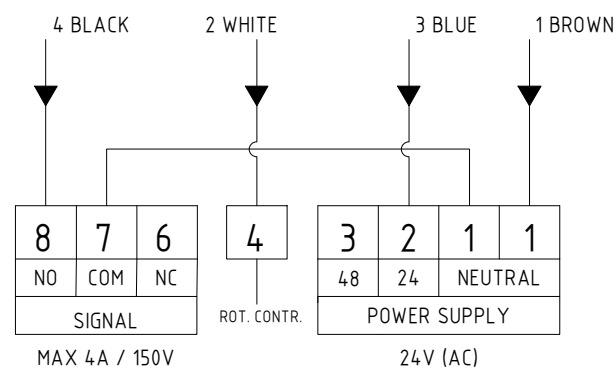 4 BLACK 2 WHITE 3 BLUE 1 BROWN
8 7 6 4 3 2 1 1
NO COM NC 48 24 NEUTRAL
SIGNAL ROT. CONTR. POWER SUPPLY
MAX 4A / 150V 24V (AC)